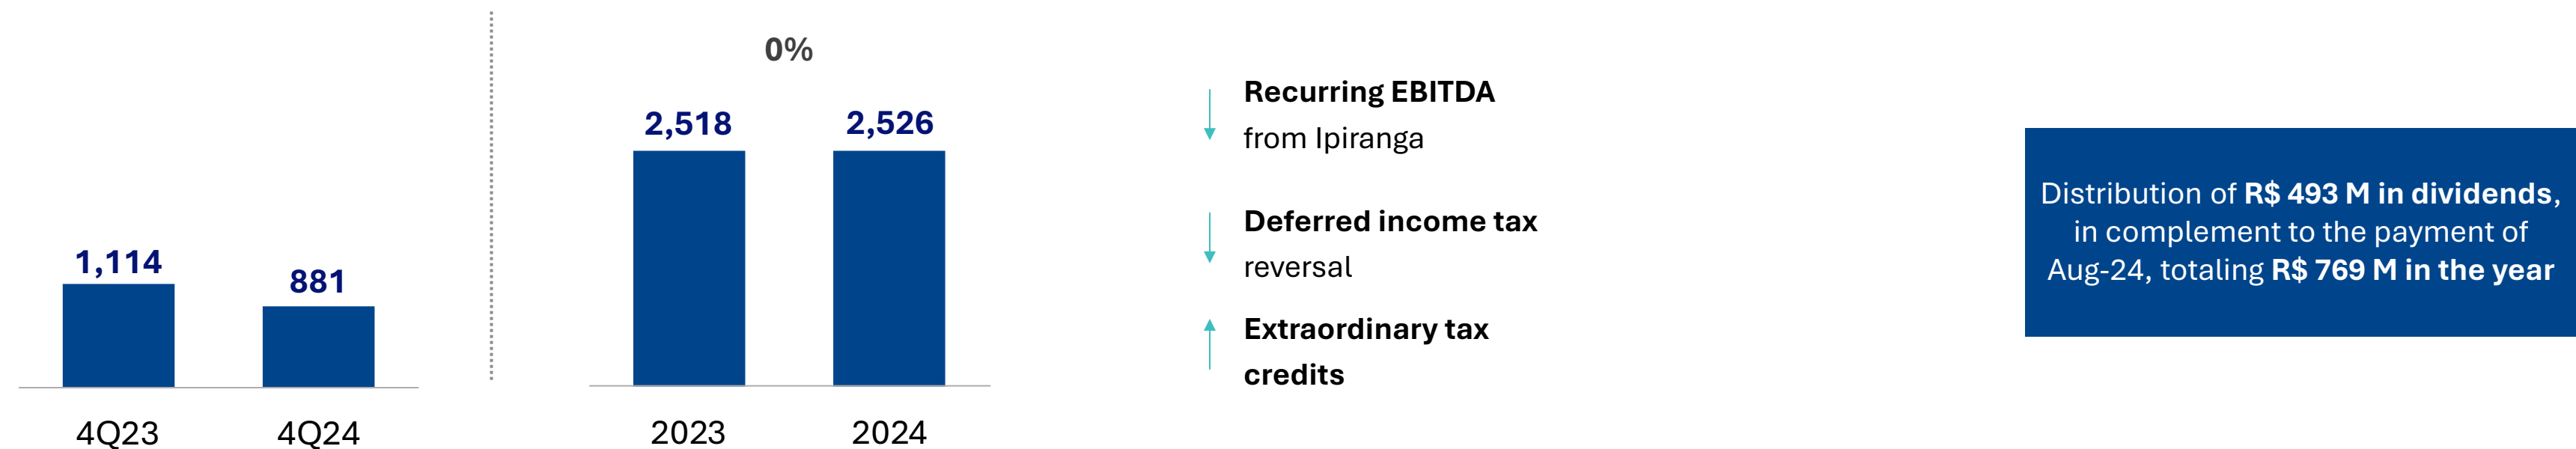 1,114
881
4Q23
4Q24
0%
2,518
2,526
2023
2024
Recurring EBITDA
from Ipiranga
Deferred income tax
reversal
Extraordinary tax
credits
Distribution of R$ 493 M in dividends,
in complement to the payment of
Aug-24, totaling R$ 769 M in the year